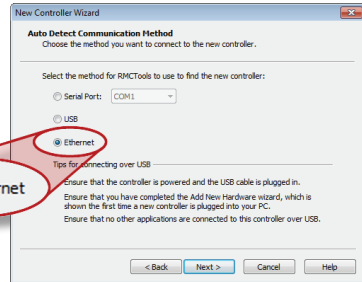 New Controller Wizard
Auto Detect Communication Method
Choose the method you want to connect to the new controller.
Select the method for RMCTools to use to find the new controller:
Serial Port: COM1
USB
Ethernet
Tips for connecting over USB
Ensure that the controller is powered and the USB cable is plugged in.
Ensure that you have completed the Add New Hardware wizard, which is
shown the first time a new controller is plugged into your PC.
Ensure that no other applications are connected to this controller over USB.
< Back Next > Cancel Help